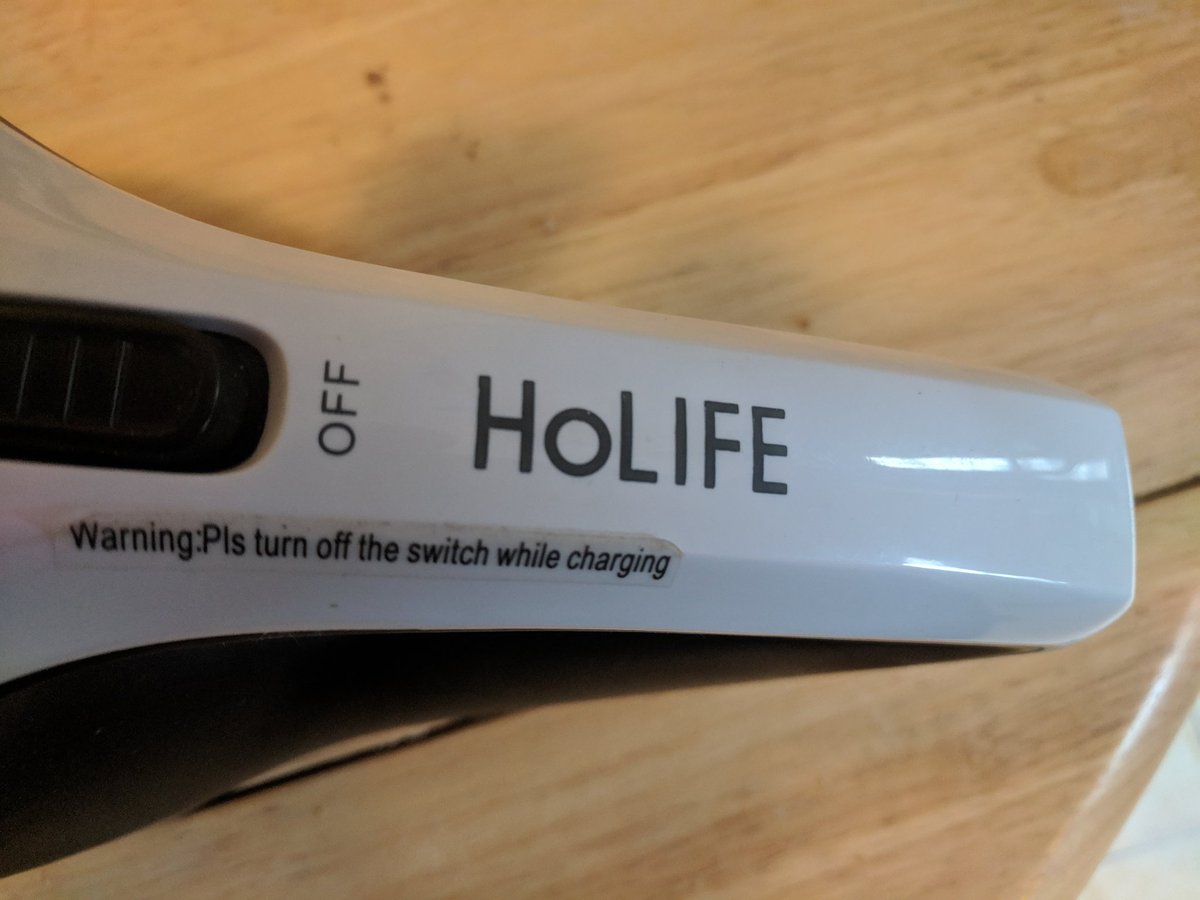 OFF
HoLIFE
Warning:Pls turn off the switch while charging